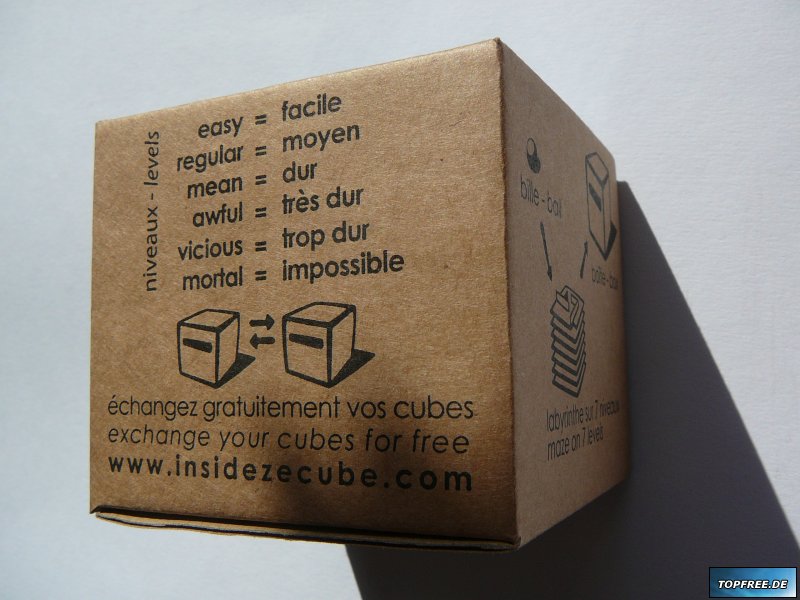 niveaux - levels
easy = facile
regular = moyen
mean = dur
awful = très dur
vicious = trop dur
mortal = impossible
échangez gratuitement vos cubes
exchange your cubes for free
www.insidezecube.com
bille - ball
labyrinthe sur 7 niveaux
maze on 7 levels
TOPFREE.DE